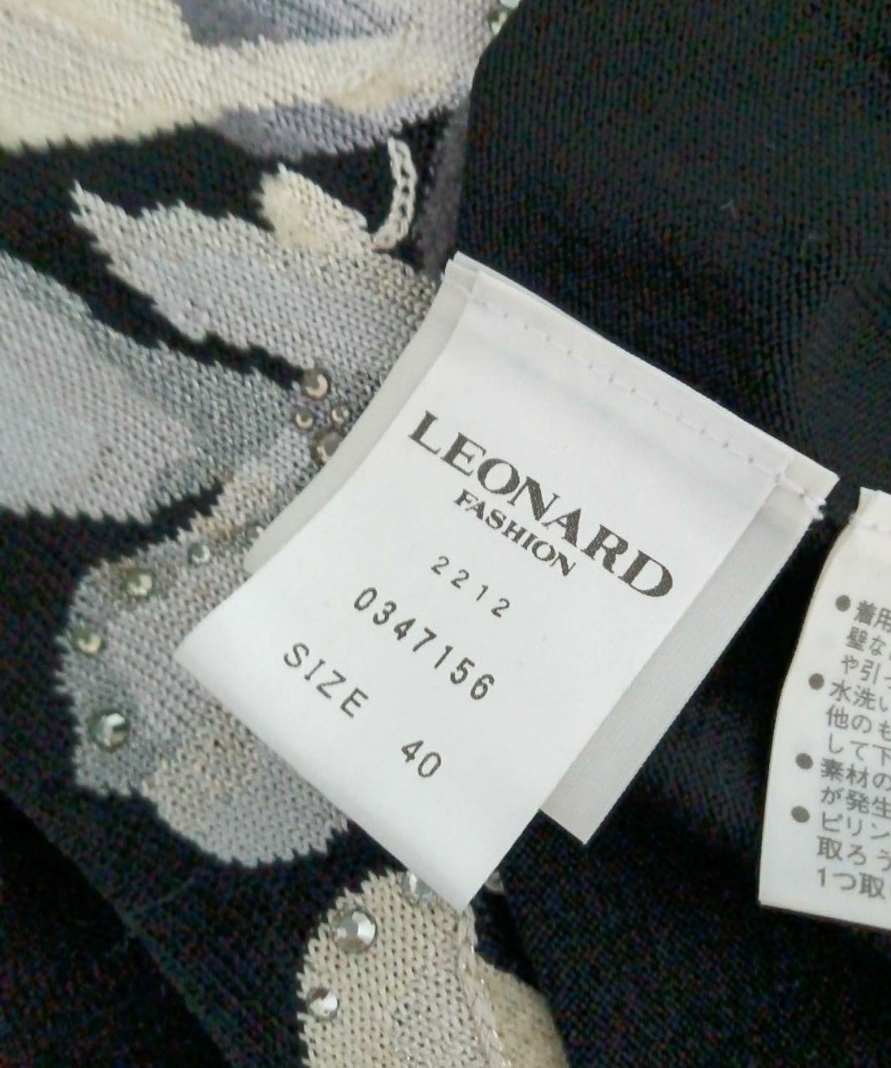 LEONARD
FASHION
2212
0347156
SIZE
40
● 着用
壁な
や引っ
● 水洗い
他のも
して下
● 素材の
が発生
● ピリン
取ろう
1つ取